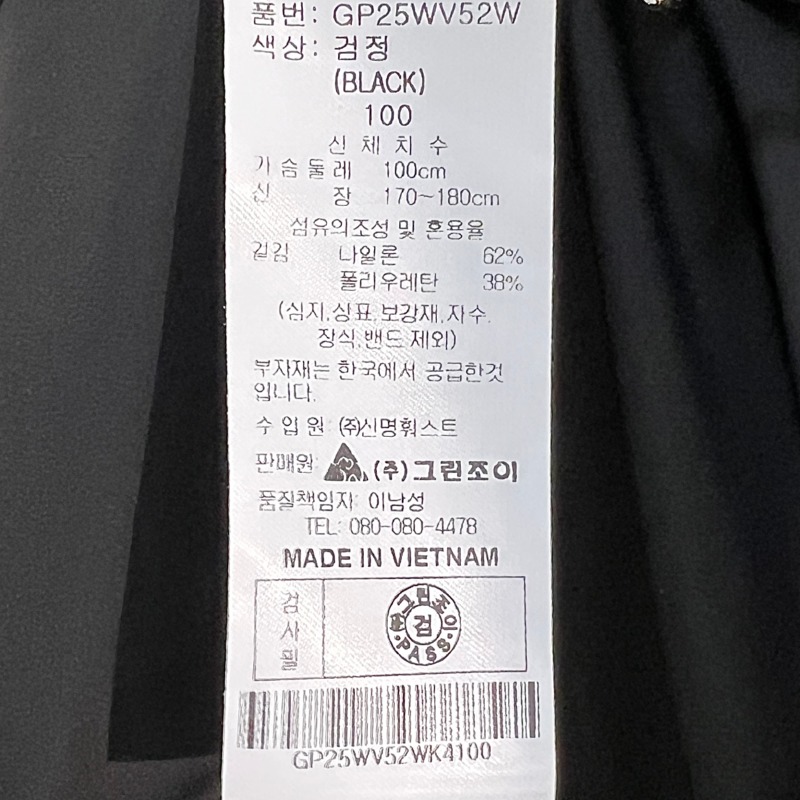 품번: GP25WV52W
색상: 검정
(BLACK)
100
신 체 치 수
가 슴 둘 레 100cm
신 장 170~180cm
섬유의조성 및 혼용율
겉감 나일론 62%
폴리우레탄 38%
(심지,상표,보강재,자수,
장식,밴드 제외)
부자재는 한국에서 공급한것
입니다.
수 입 원 (주)신명훠스트
판매원: (주)그린조이
품질책임자: 이남성
TEL: 080-080-4478
MADE IN VIETNAM
검사필
그린조이
검
PASS
GP25WV52WK4100